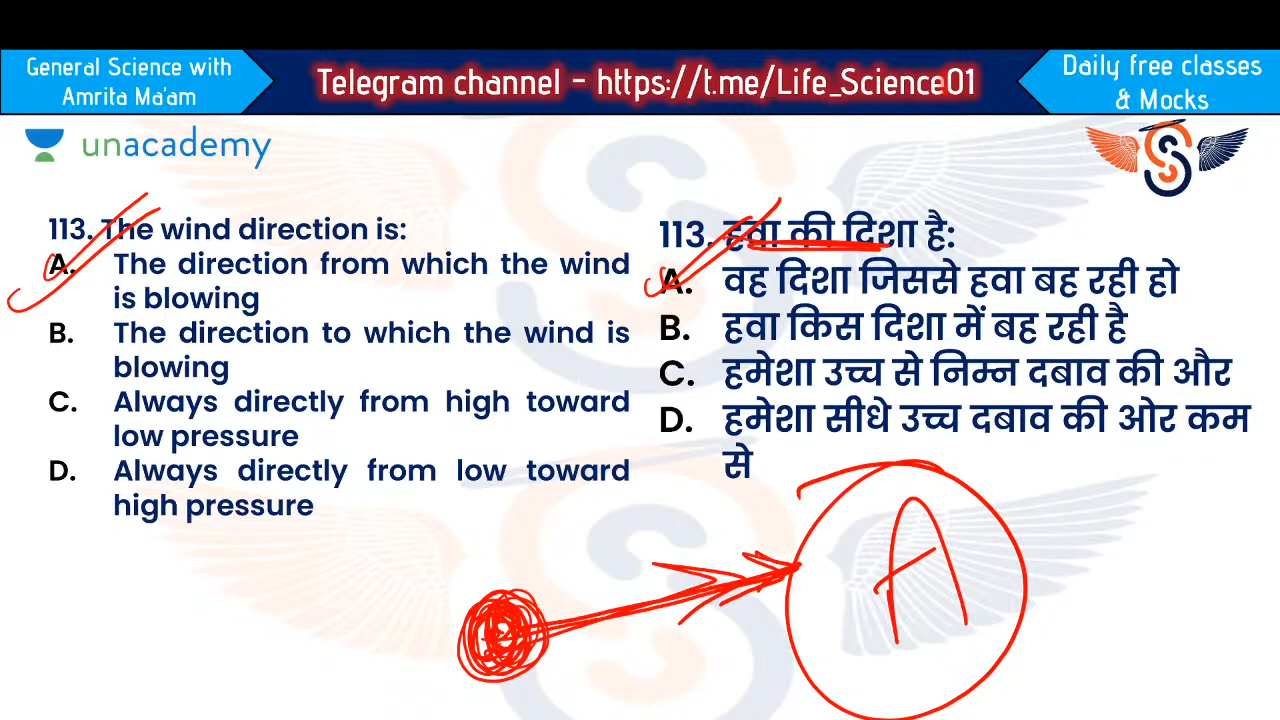 General Science with
Amrita Ma'am
Telegram channel - https://t.me/Life_Science01
Daily free classes
& Mocks
unacademy
113. The wind direction is:
A. The direction from which the wind
is blowing
B. The direction to which the wind is
blowing
C. Always directly from high toward
low pressure
D. Always directly from low toward
high pressure
113. हवा की दिशा है:
A. वह दिशा जिससे हवा बह रही हो
B. हवा किस दिशा में बह रही है
C. हमेशा उच्च से निम्न दबाव की और
D. हमेशा सीधे उच्च दबाव की ओर कम
से
A